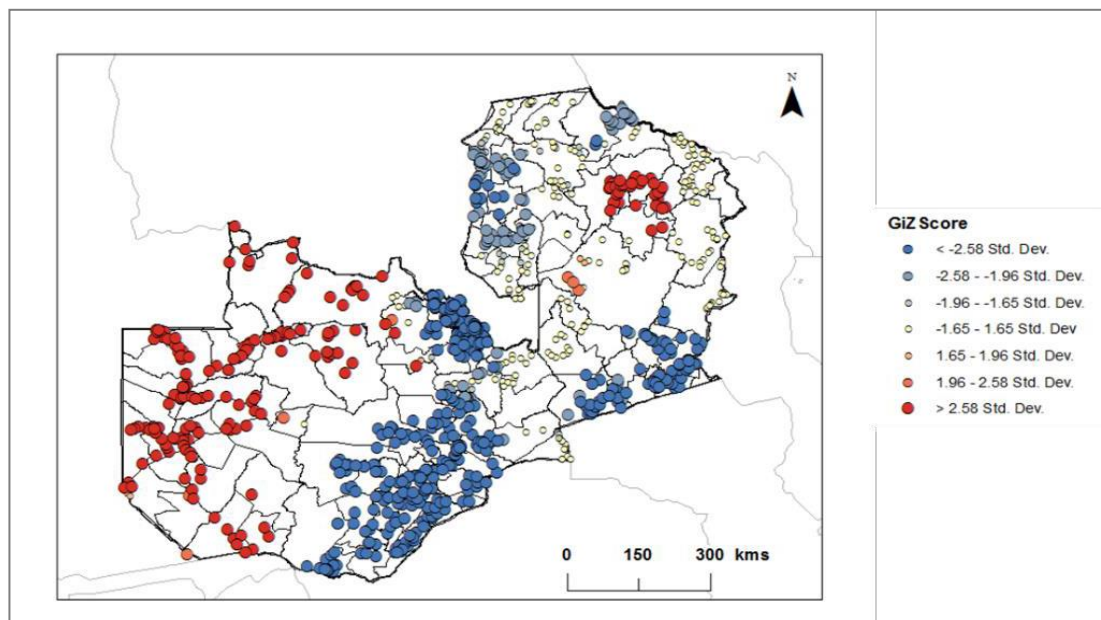 N
GiZ Score
< -2.58 Std. Dev.
-2.58 - -1.96 Std. Dev.
-1.96 - -1.65 Std. Dev.
-1.65 - 1.65 Std. Dev
1.65 - 1.96 Std. Dev.
1.96 - 2.58 Std. Dev.
> 2.58 Std. Dev.
0 150 300 kms